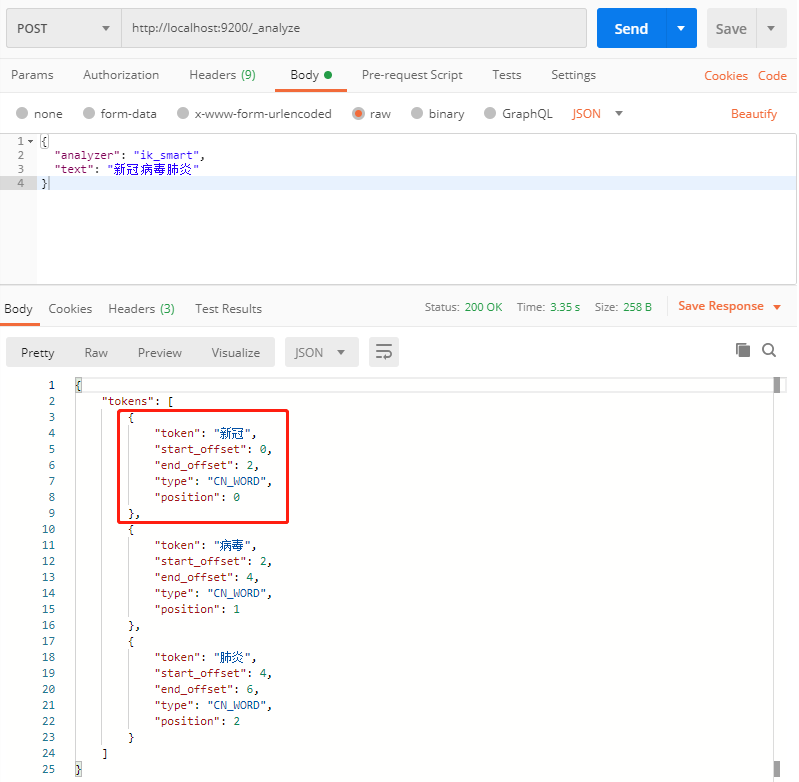 POST http://localhost:9200/_analyze Send Save
Params Authorization Headers (9) Body Pre-request Script Tests Settings Cookies Code
none form-data x-www-form-urlencoded raw binary GraphQL JSON Beautify
1 {
2 "analyzer": "ik_smart",
3 "text": "新冠病毒肺炎"
4 }
Body Cookies Headers (3) Test Results Status: 200 OK Time: 3.35 s Size: 258 B Save Response
Pretty Raw Preview Visualize JSON
1 {
2 "tokens": [
3 {
4 "token": "新冠",
5 "start_offset": 0,
6 "end_offset": 2,
7 "type": "CN_WORD",
8 "position": 0
9 },
10 {
11 "token": "病毒",
12 "start_offset": 2,
13 "end_offset": 4,
14 "type": "CN_WORD",
15 "position": 1
16 },
17 {
18 "token": "肺炎",
19 "start_offset": 4,
20 "end_offset": 6,
21 "type": "CN_WORD",
22 "position": 2
23 }
24 ]
25 }